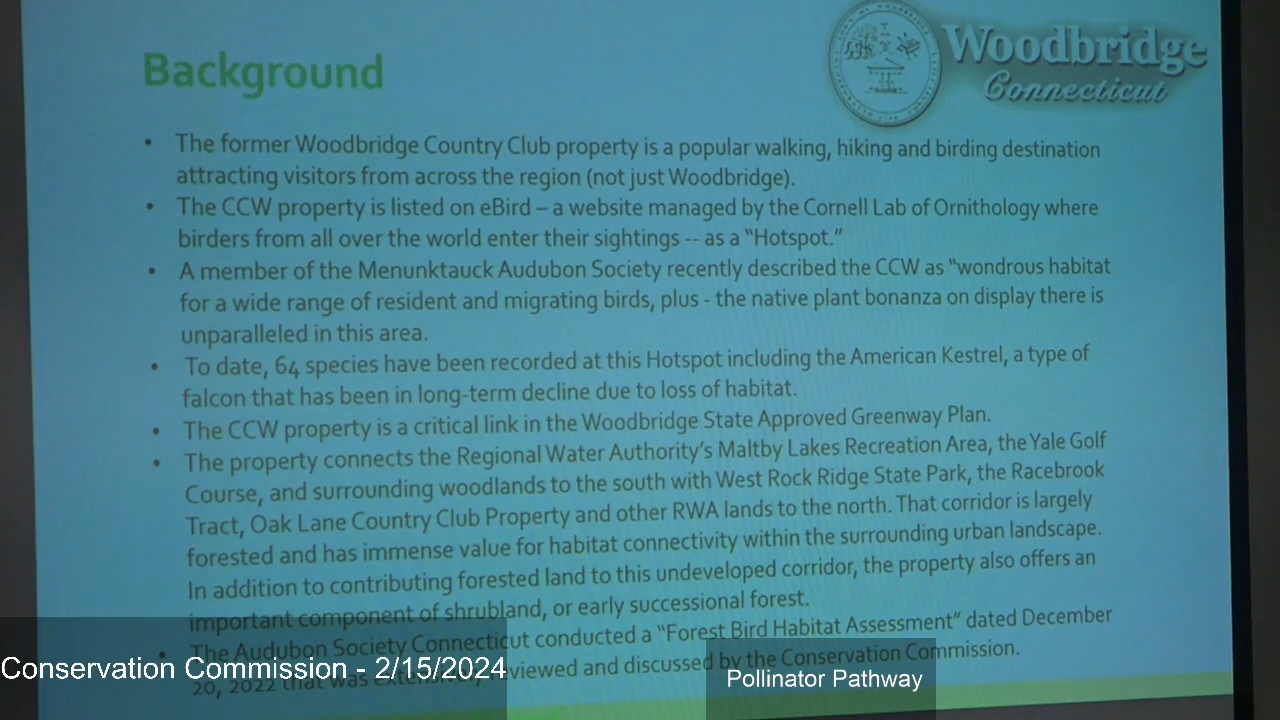 Woodbridge
Connecticut
Background
• The former Woodbridge Country Club property is a popular walking, hiking and birding destination
attracting visitors from across the region (not just Woodbridge).
• The CCW property is listed on eBird – a website managed by the Cornell Lab of Ornithology where
birders from all over the world enter their sightings -- as a “Hotspot.”
• A member of the Menunktauck Audubon Society recently described the CCW as “wondrous habitat
for a wide range of resident and migrating birds, plus - the native plant bonanza on display there is
unparalleled in this area.
• To date, 64 species have been recorded at this Hotspot including the American Kestrel, a type of
falcon that has been in long-term decline due to loss of habitat.
• The CCW property is a critical link in the Woodbridge State Approved Greenway Plan.
• The property connects the Regional Water Authority’s Maltby Lakes Recreation Area, the Yale Golf
Course, and surrounding woodlands to the south with West Rock Ridge State Park, the Racebrook
Tract, Oak Lane Country Club Property and other RWA lands to the north. That corridor is largely
forested and has immense value for habitat connectivity within the surrounding urban landscape.
In addition to contributing forested land to this undeveloped corridor, the property also offers an
important component of shrubland, or early successional forest.
• The Audubon Society Connecticut conducted a “Forest Bird Habitat Assessment” dated December
20, 2022 that was viewed and discussed by the Conservation Commission.
Conservation Commission - 2/15/2024
Pollinator Pathway